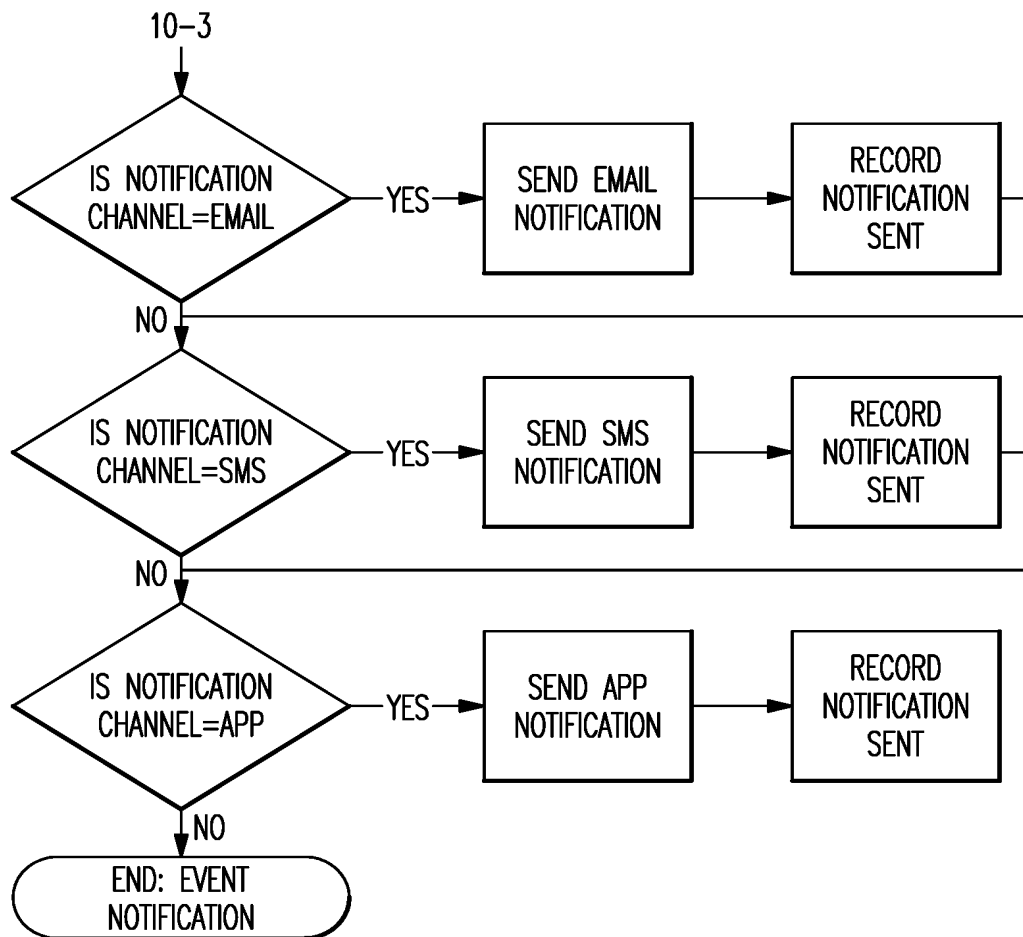 10-3
IS NOTIFICATION
CHANNEL=EMAIL
YES
SEND EMAIL
NOTIFICATION
RECORD
NOTIFICATION
SENT
NO
IS NOTIFICATION
CHANNEL=SMS
YES
SEND SMS
NOTIFICATION
RECORD
NOTIFICATION
SENT
NO
IS NOTIFICATION
CHANNEL=APP
YES
SEND APP
NOTIFICATION
RECORD
NOTIFICATION
SENT
NO
END: EVENT
NOTIFICATION